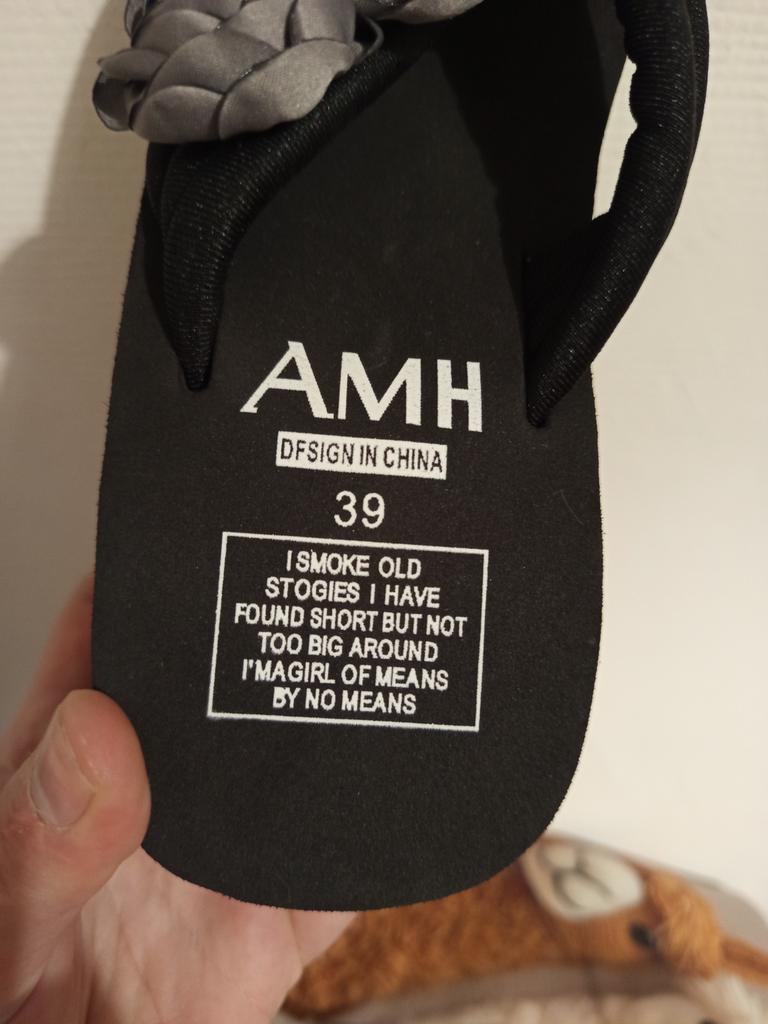 AMH
DFSIGN IN CHINA
39
I SMOKE OLD
STOGIES I HAVE
FOUND SHORT BUT NOT
TOO BIG AROUND
I'MAGIRL OF MEANS
BY NO MEANS